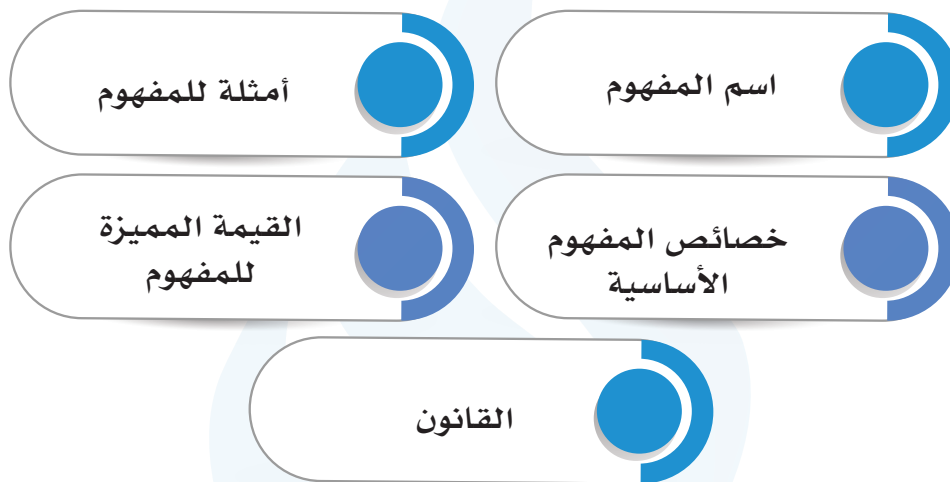 اسم المفهوم
أمثلة للمفهوم
خصائص المفهوم
الأساسية
القيمة المميزة
للمفهوم
القانون